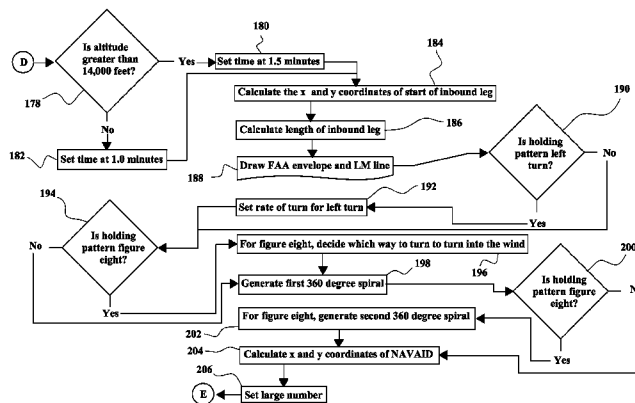 D
Is altitude
greater than
14,000 feet?
178
Yes
No
180
Set time at 1.5 minutes
182
Set time at 1.0 minutes
184
Calculate the x and y coordinates of start of inbound leg
186
Calculate length of inbound leg
188
Draw FAA envelope and LM line
190
Is holding
pattern left
turn?
No
Yes
192
Set rate of turn for left turn
194
Is holding
pattern figure
eight?
No
Yes
For figure eight, decide which way to turn to turn into the wind
196
198
Generate first 360 degree spiral
200
Is holding
pattern figure
eight?
Yes
For figure eight, generate second 360 degree spiral
202
204
Calculate x and y coordinates of NAVAID
206
Set large number
E